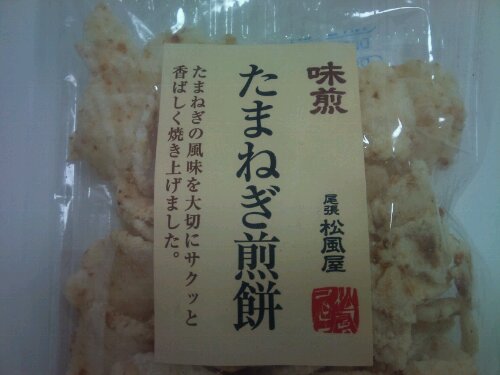 味煎
たまねぎ煎餅
尾張 松風屋
たまねぎの風味を大切にサクッと
香ばしく焼き上げました。